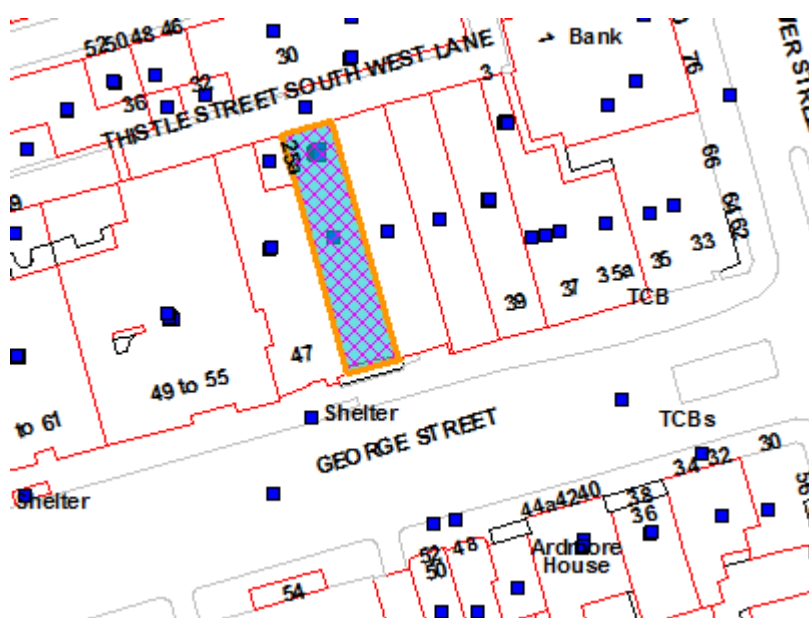 52 50 48 46
30
Bank
36
32
THISTLE STREET SOUTH WEST LANE
3
76
25a
66
64
62
33
35
35a
37
39
TCB
47
49 to 55
to 61
Shelter
GEORGE STREET
TCBs
Shelter
30
32
34
38
36
44a 42 40
Ardmore
House
52
48
50
54